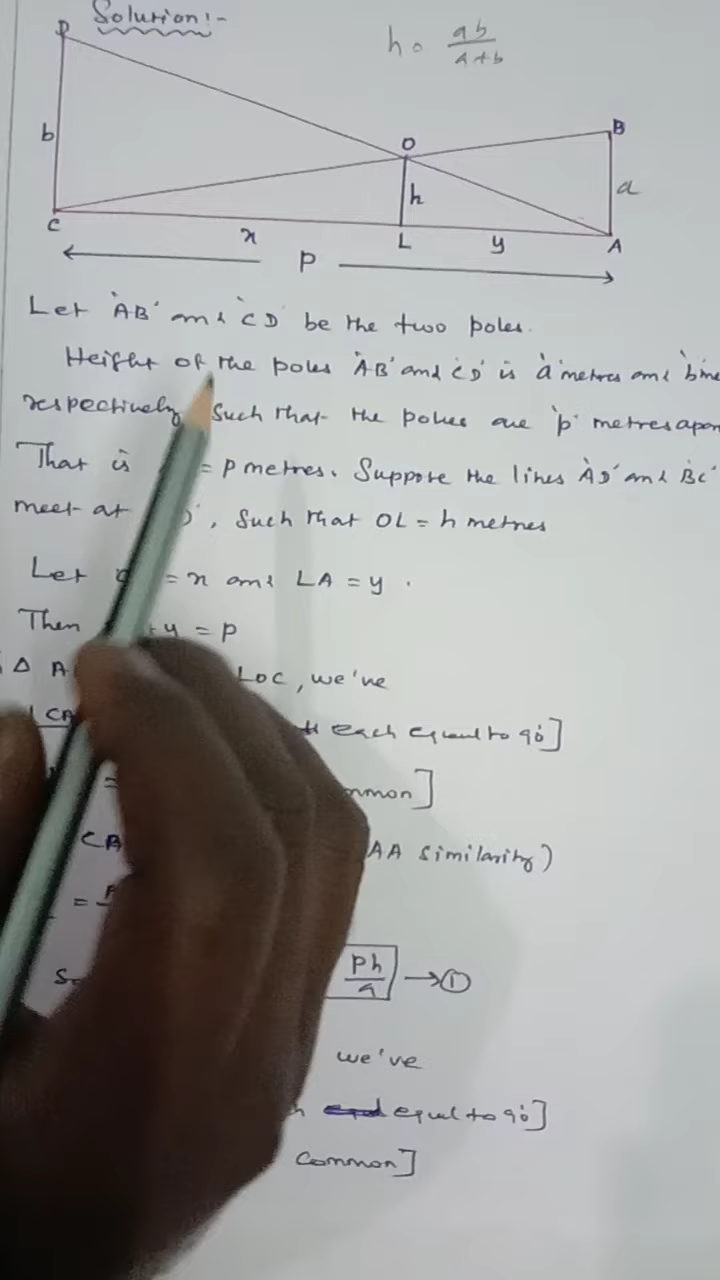 Solution:-
h = ab/a+b
D
b
O
B
h
a
C
x
L
y
A
P
Let 'AB' and 'CD' be the two poles.
Height of the poles 'AB' and 'CD' is 'a' metres and 'b'
respectively such that the poles are 'p' metres
That is = p metres. Suppose the lines 'AD' and 'BC'
meet at 'O', such that OL = h metres
Let = x and LA = y.
Then +y = p
Δ A LOC, we've
CA each equal to 90°]
= common]
CA AA similarity)
=
ph/a → ①
we've
equal to 90°]
common]